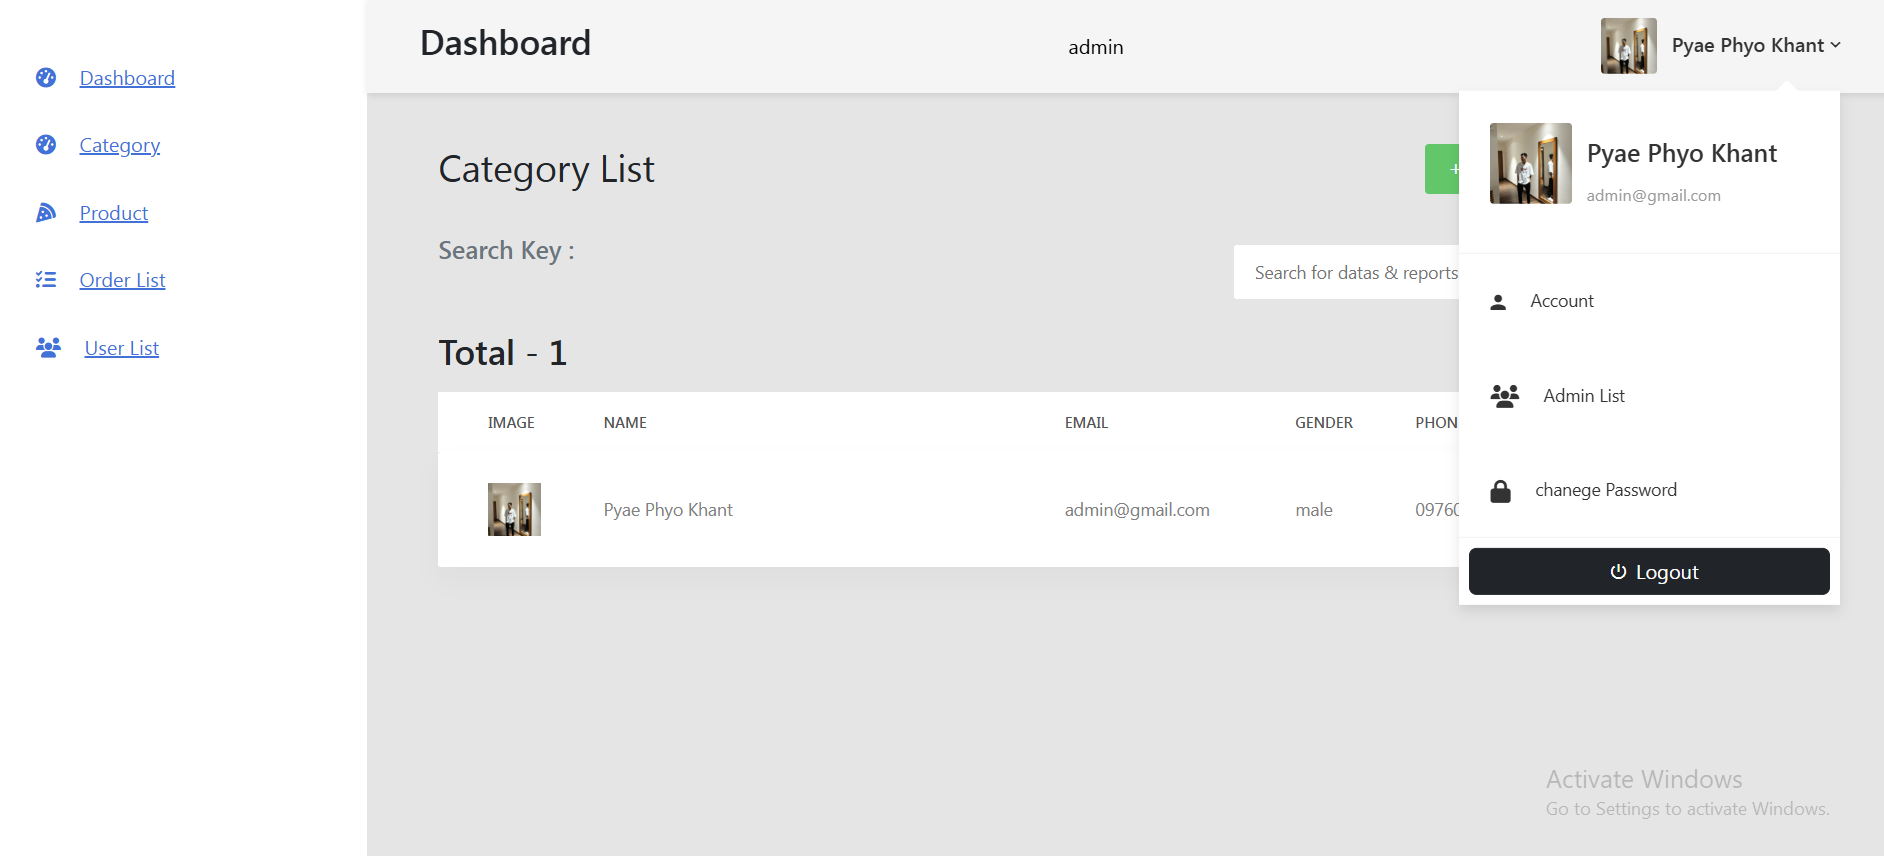 Dashboard
Category
Product
Order List
User List
Dashboard
admin
Pyae Phyo Khant
Category List
+
Search Key :
Search for datas & reports
Total - 1
IMAGE NAME EMAIL GENDER PHON
Pyae Phyo Khant admin@gmail.com male 0976
Pyae Phyo Khant
admin@gmail.com
Account
Admin List
chanege Password
Logout
Activate Windows
Go to Settings to activate Windows.